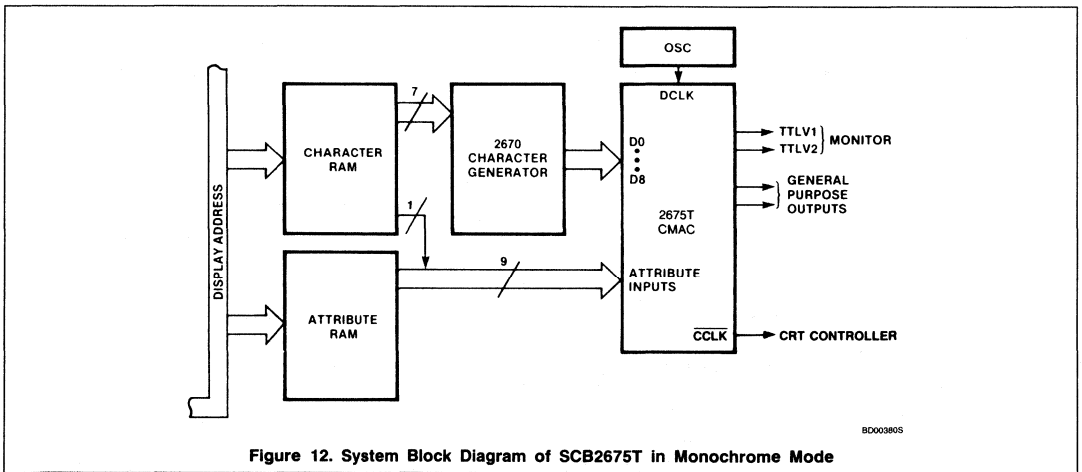 OSC
DCLK
7
CHARACTER
RAM
2670
CHARACTER
GENERATOR
D0
D8
TTLV1
TTLV2
MONITOR
GENERAL
PURPOSE
OUTPUTS
2675T
CMAC
1
DISPLAY ADDRESS
9
ATTRIBUTE
INPUTS
ATTRIBUTE
RAM
CCLK
CRT CONTROLLER
BD00380S
Figure 12. System Block Diagram of SCB2675T in Monochrome Mode